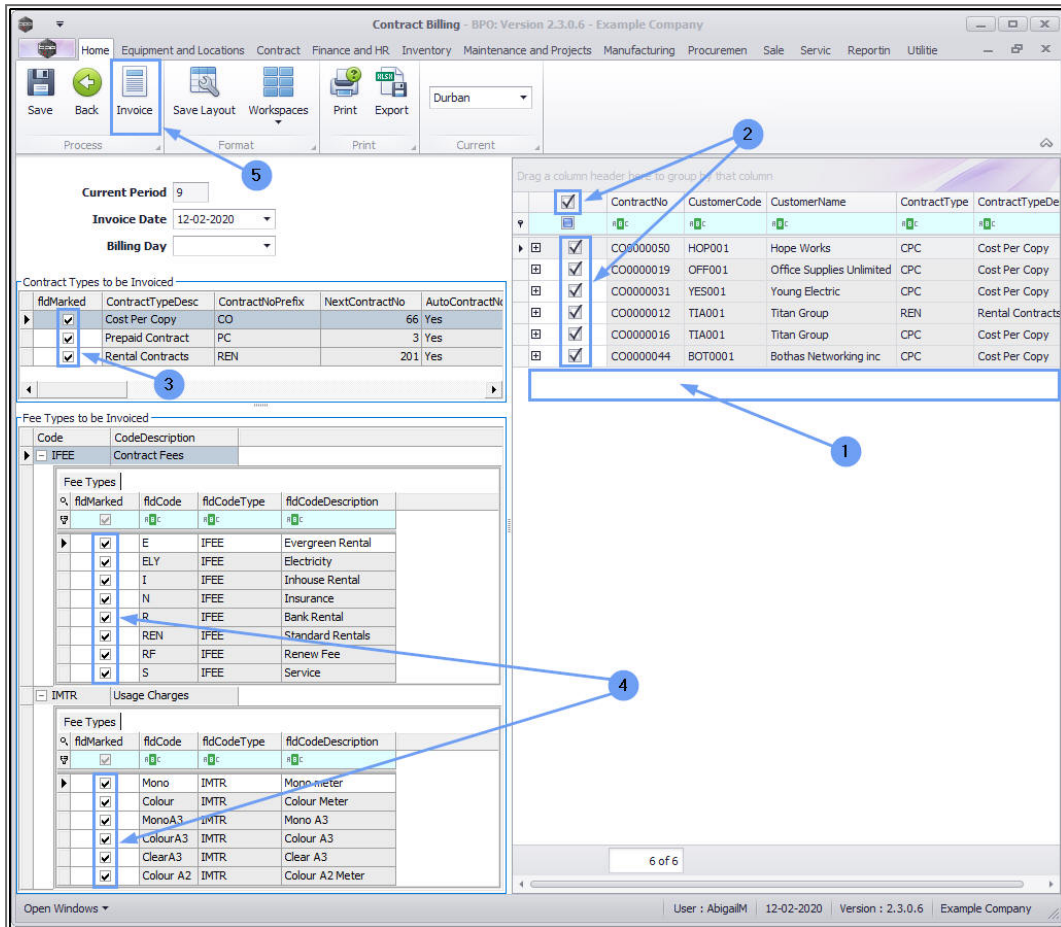 Contract Billing - BPO: Version 2.3.0.6 - Example Company
Home Equipment and Locations Contract Finance and HR Inventory Maintenance and Projects Manufacturing Procuremen Sale Servic Reportin Utilitie
Save Back Invoice Save Layout Workspaces Print Export Durban
Process Format Print Current
5
2
Current Period 9
Invoice Date 12-02-2020
Billing Day
Contract Types to be Invoiced
fldMarked ContractTypeDesc ContractNoPrefix NextContractNo AutoContractNo
Cost Per Copy CO 66 Yes
Prepaid Contract PC 3 Yes
Rental Contracts REN 201 Yes
3
Fee Types to be Invoiced
Code CodeDescription
IFEE Contract Fees
Fee Types
fldMarked fldCode fldCodeType fldCodeDescription
E IFEE Evergreen Rental
ELY IFEE Electricity
I IFEE Inhouse Rental
N IFEE Insurance
R IFEE Bank Rental
REN IFEE Standard Rentals
RF IFEE Renew Fee
S IFEE Service
IMTR Usage Charges
Fee Types
fldMarked fldCode fldCodeType fldCodeDescription
Mono IMTR Mono meter
Colour IMTR Colour Meter
MonoA3 IMTR Mono A3
ColourA3 IMTR Colour A3
ClearA3 IMTR Clear A3
Colour A2 IMTR Colour A2 Meter
4
Drag a column header here to group by that column
ContractNo CustomerCode CustomerName ContractType ContractTypeDe
CO0000050 HOP001 Hope Works CPC Cost Per Copy
CO0000019 OFF001 Office Supplies Unlimited CPC Cost Per Copy
CO0000031 YES001 Young Electric CPC Cost Per Copy
CO0000012 TIA001 Titan Group REN Rental Contracts
CO0000016 TIA001 Titan Group CPC Cost Per Copy
CO0000044 BOT0001 Bothas Networking inc CPC Cost Per Copy
1
6 of 6
Open Windows User : AbigailM 12-02-2020 Version : 2.3.0.6 Example Company